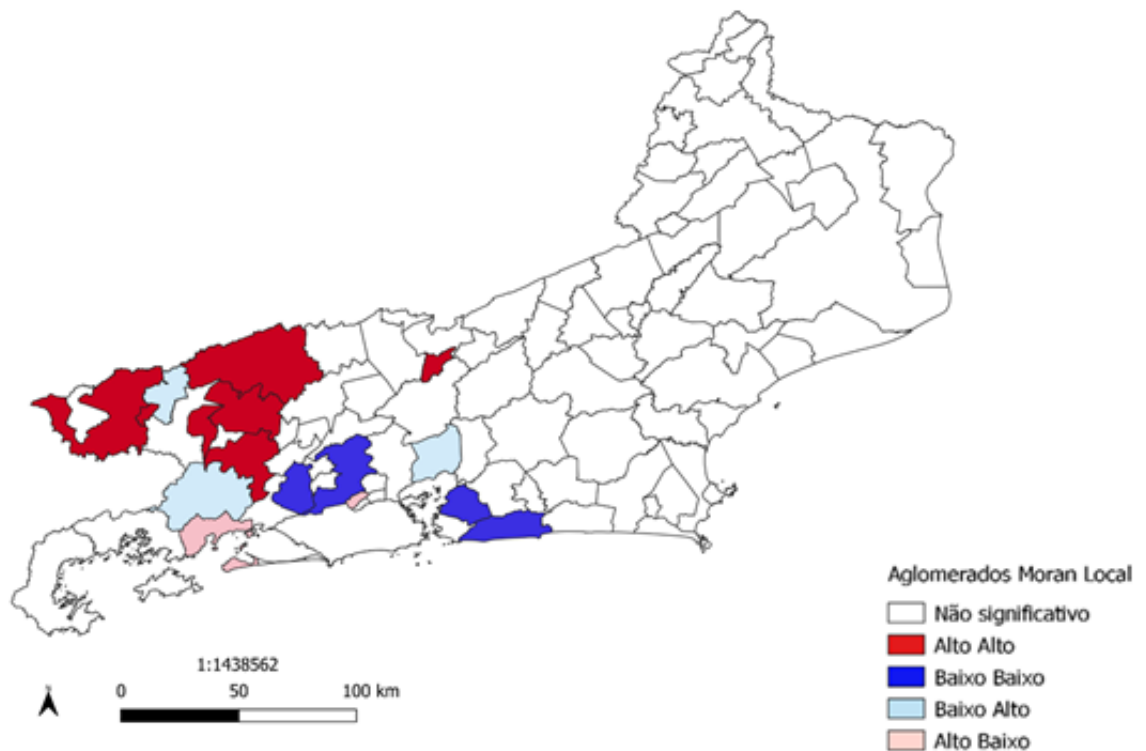 Aglomerados Moran Local
Não significativo
Alto Alto
Baixo Baixo
Baixo Alto
Alto Baixo
1:1438562
0 50 100 km